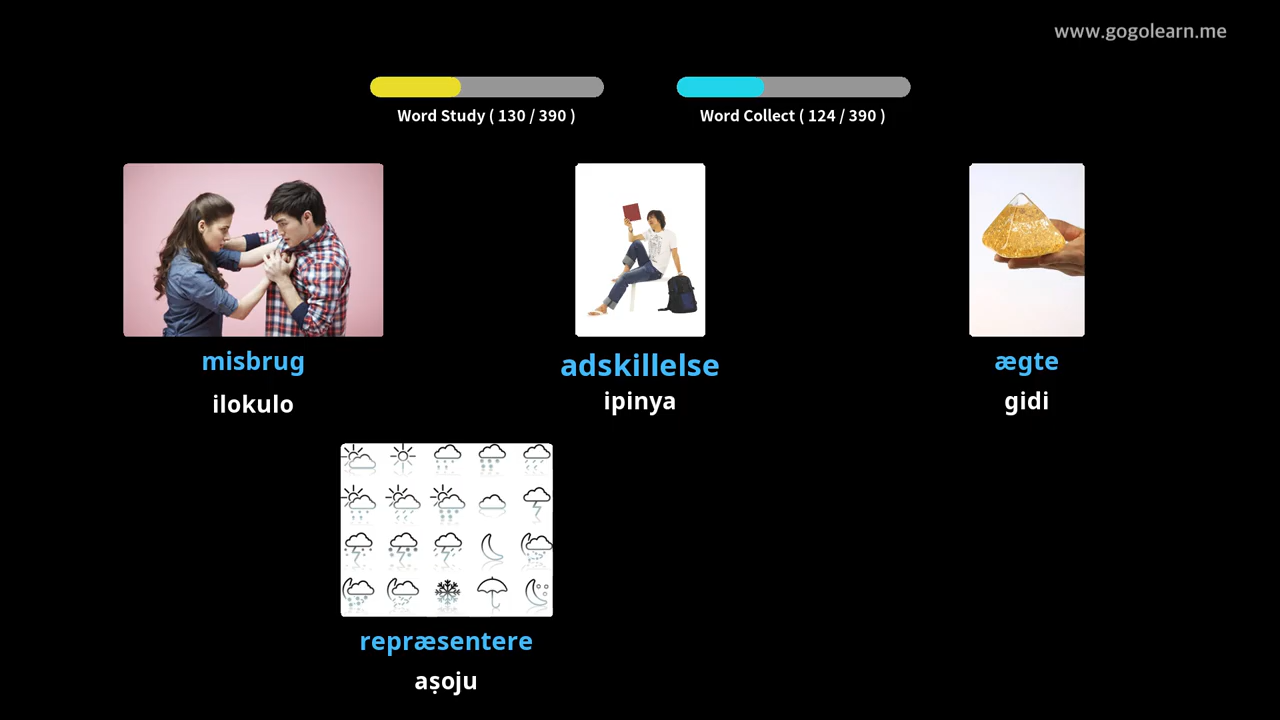 www.gogolearn.me
Word Study ( 130 / 390 )
Word Collect ( 124 / 390 )
misbrug
ilokulo
adskillelse
ipinya
ægte
gidi
repræsentere
aṣoju